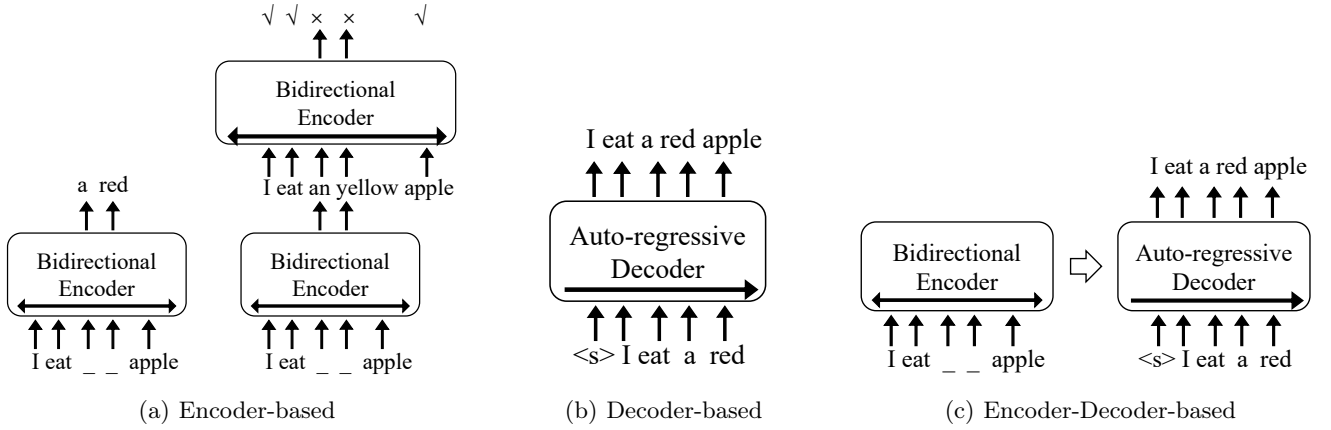 √ √ × × √
Bidirectional
Encoder
I eat an yellow apple
a red
Bidirectional
Encoder
I eat _ _ apple
Bidirectional
Encoder
I eat _ _ apple
(a) Encoder-based
I eat a red apple
Auto-regressive
Decoder
<s> I eat a red
(b) Decoder-based
Bidirectional
Encoder
I eat _ _ apple
I eat a red apple
Auto-regressive
Decoder
<s> I eat a red
(c) Encoder-Decoder-based